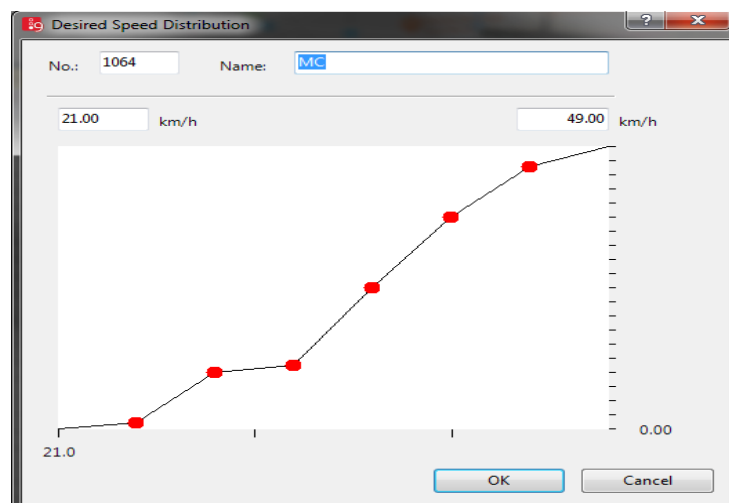 Desired Speed Distribution
No.: 1064 Name: MC
21.00 km/h 49.00 km/h
0.00
21.0
OK Cancel